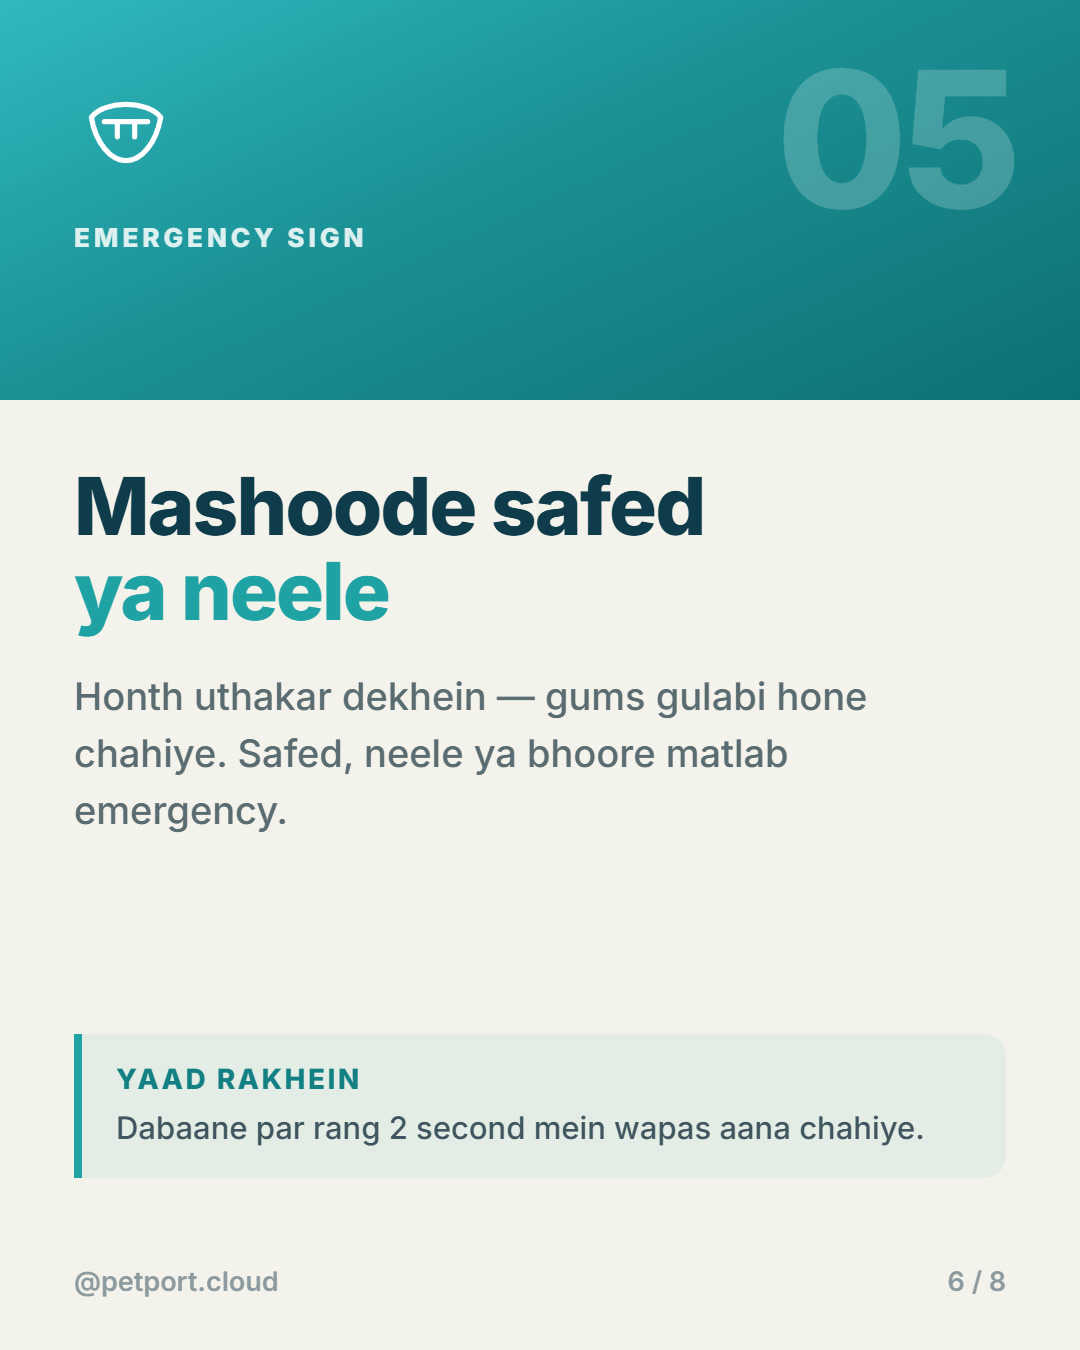 05
EMERGENCY SIGN
Mashoode safed
ya neele
Honth uthakar dekhein — gums gulabi hone
chahiye. Safed, neele ya bhoore matlab
emergency.
YAAD RAKHEIN
Dabaane par rang 2 second mein wapas aana chahiye.
@petport.cloud
6 / 8